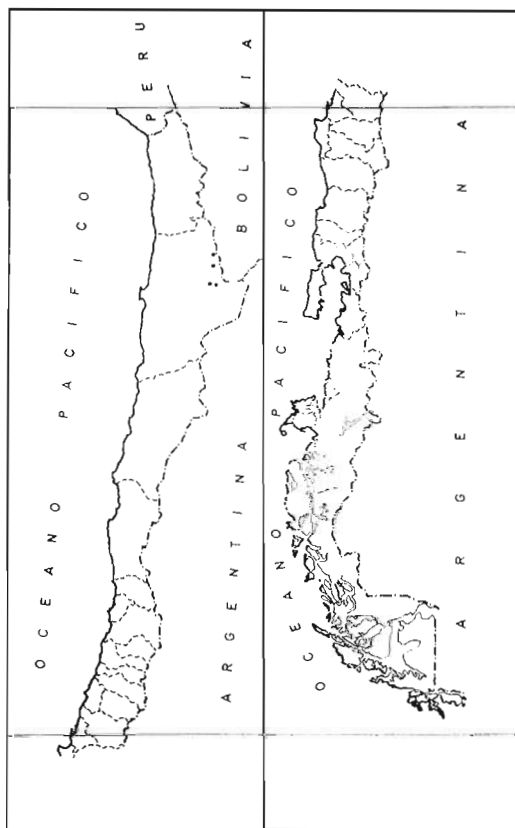 PERU
BOLIVIA
OCEANO PACIFICO
ARGENTINA
OCEANO PACIFICO
ARGENTINA